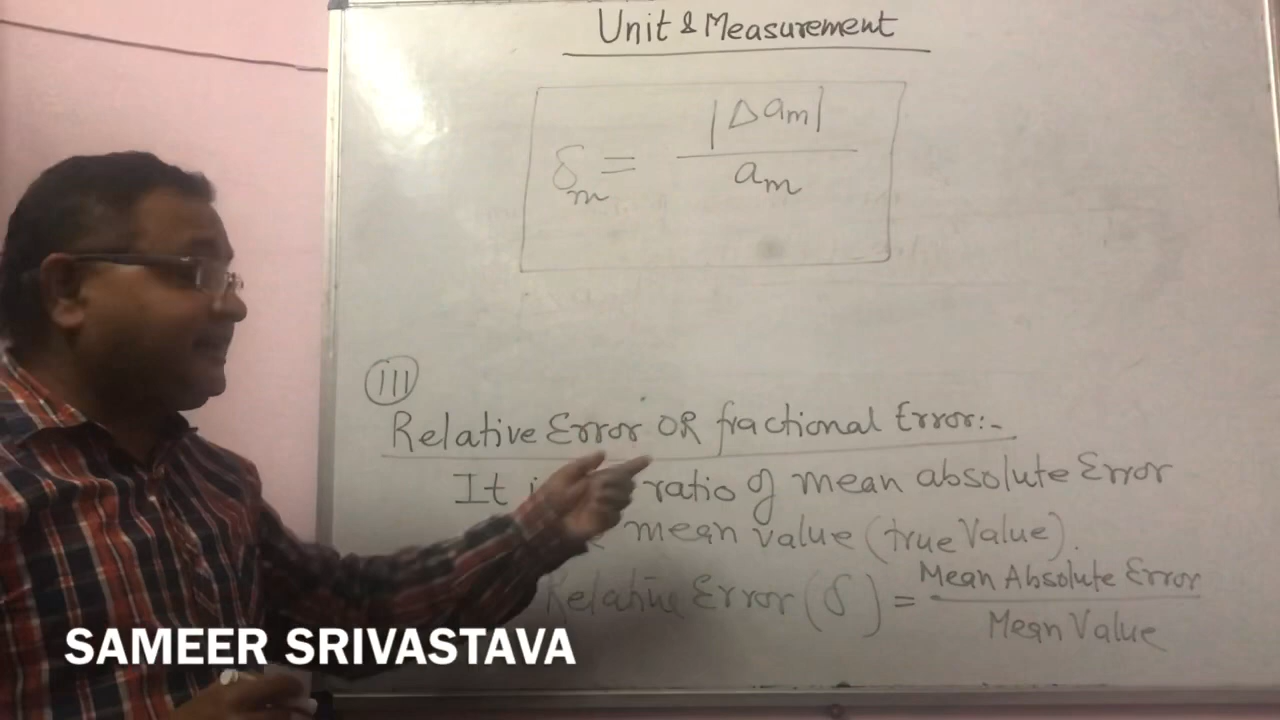 Unit & Measurement
δm = |Δam| / am
(III)
Relative Error OR fractional Error:-
It ratio of mean absolute Error
mean value (true Value).
Relative Error (δ) = Mean Absolute Error / Mean Value
SAMEER SRIVASTAVA